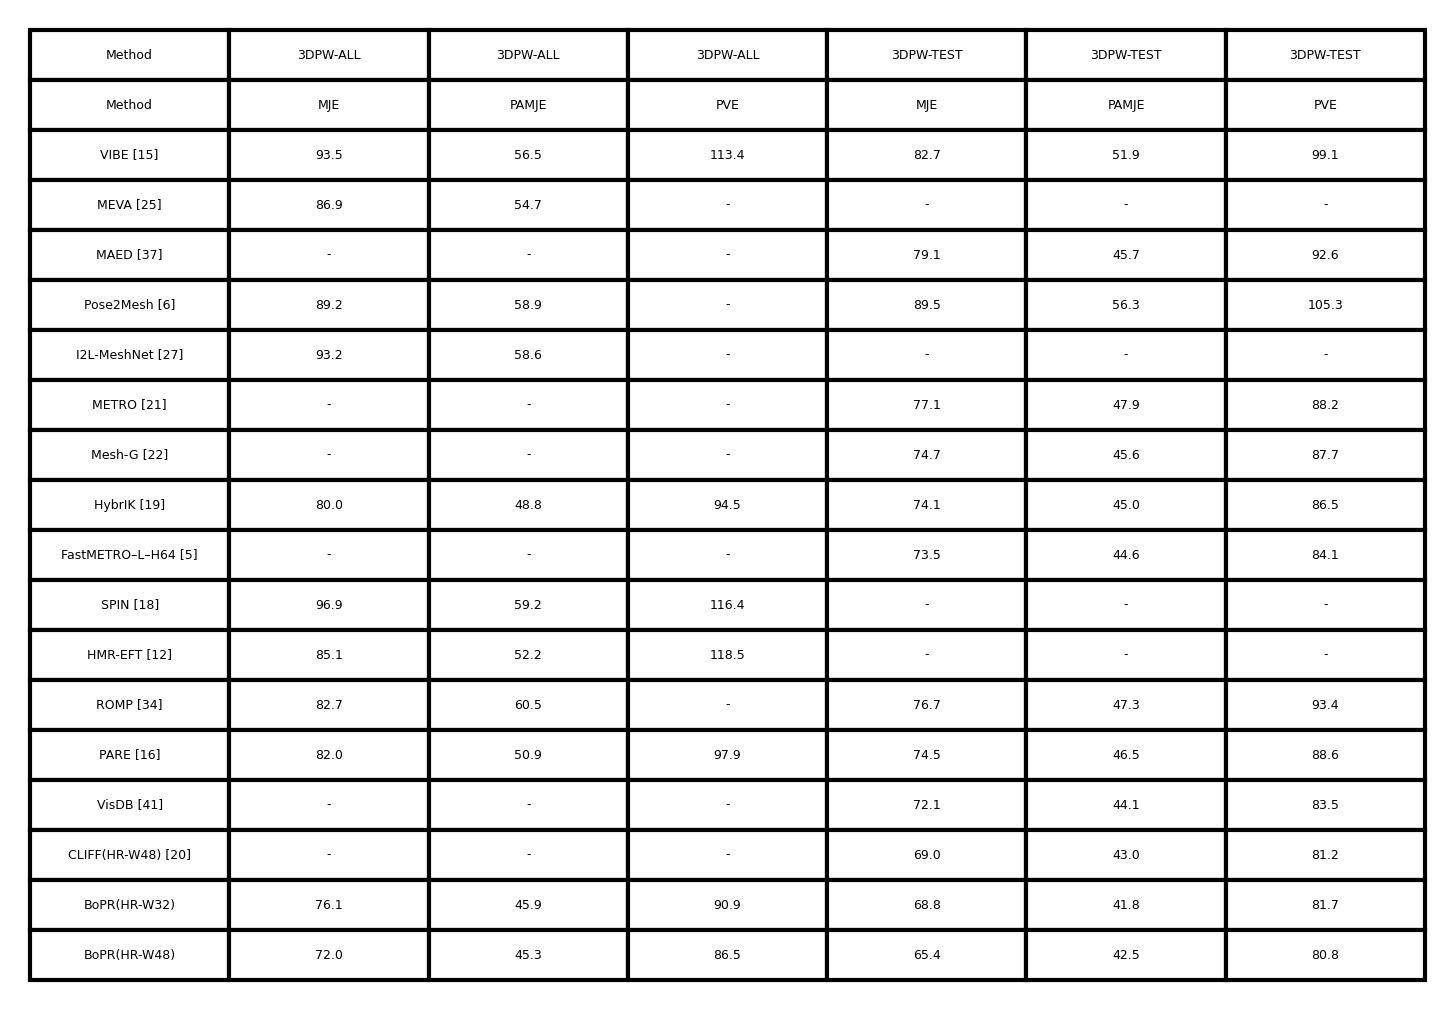 Method 3DPW-ALL 3DPW-ALL 3DPW-ALL 3DPW-TEST 3DPW-TEST 3DPW-TEST
Method MJE PAMJE PVE MJE PAMJE PVE
VIBE [15] 93.5 56.5 113.4 82.7 51.9 99.1
MEVA [25] 86.9 54.7 - - - -
MAED [37] - - - 79.1 45.7 92.6
Pose2Mesh [6] 89.2 58.9 - 89.5 56.3 105.3
I2L-MeshNet [27] 93.2 58.6 - - - -
METRO [21] - - - 77.1 47.9 88.2
Mesh-G [22] - - - 74.7 45.6 87.7
HybrIK [19] 80.0 48.8 94.5 74.1 45.0 86.5
FastMETRO–L–H64 [5] - - - 73.5 44.6 84.1
SPIN [18] 96.9 59.2 116.4 - - -
HMR-EFT [12] 85.1 52.2 118.5 - - -
ROMP [34] 82.7 60.5 - 76.7 47.3 93.4
PARE [16] 82.0 50.9 97.9 74.5 46.5 88.6
VisDB [41] - - - 72.1 44.1 83.5
CLIFF(HR-W48) [20] - - - 69.0 43.0 81.2
BoPR(HR-W32) 76.1 45.9 90.9 68.8 41.8 81.7
BoPR(HR-W48) 72.0 45.3 86.5 65.4 42.5 80.8